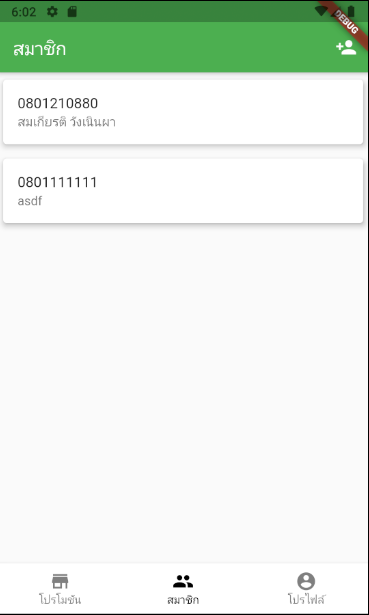 6:02
DEBUG
สมาชิก
0801210880
สมเกียรติ วังเนินผา
0801111111
asdf
โปรโมชัน
สมาชิก
โปรไฟล์